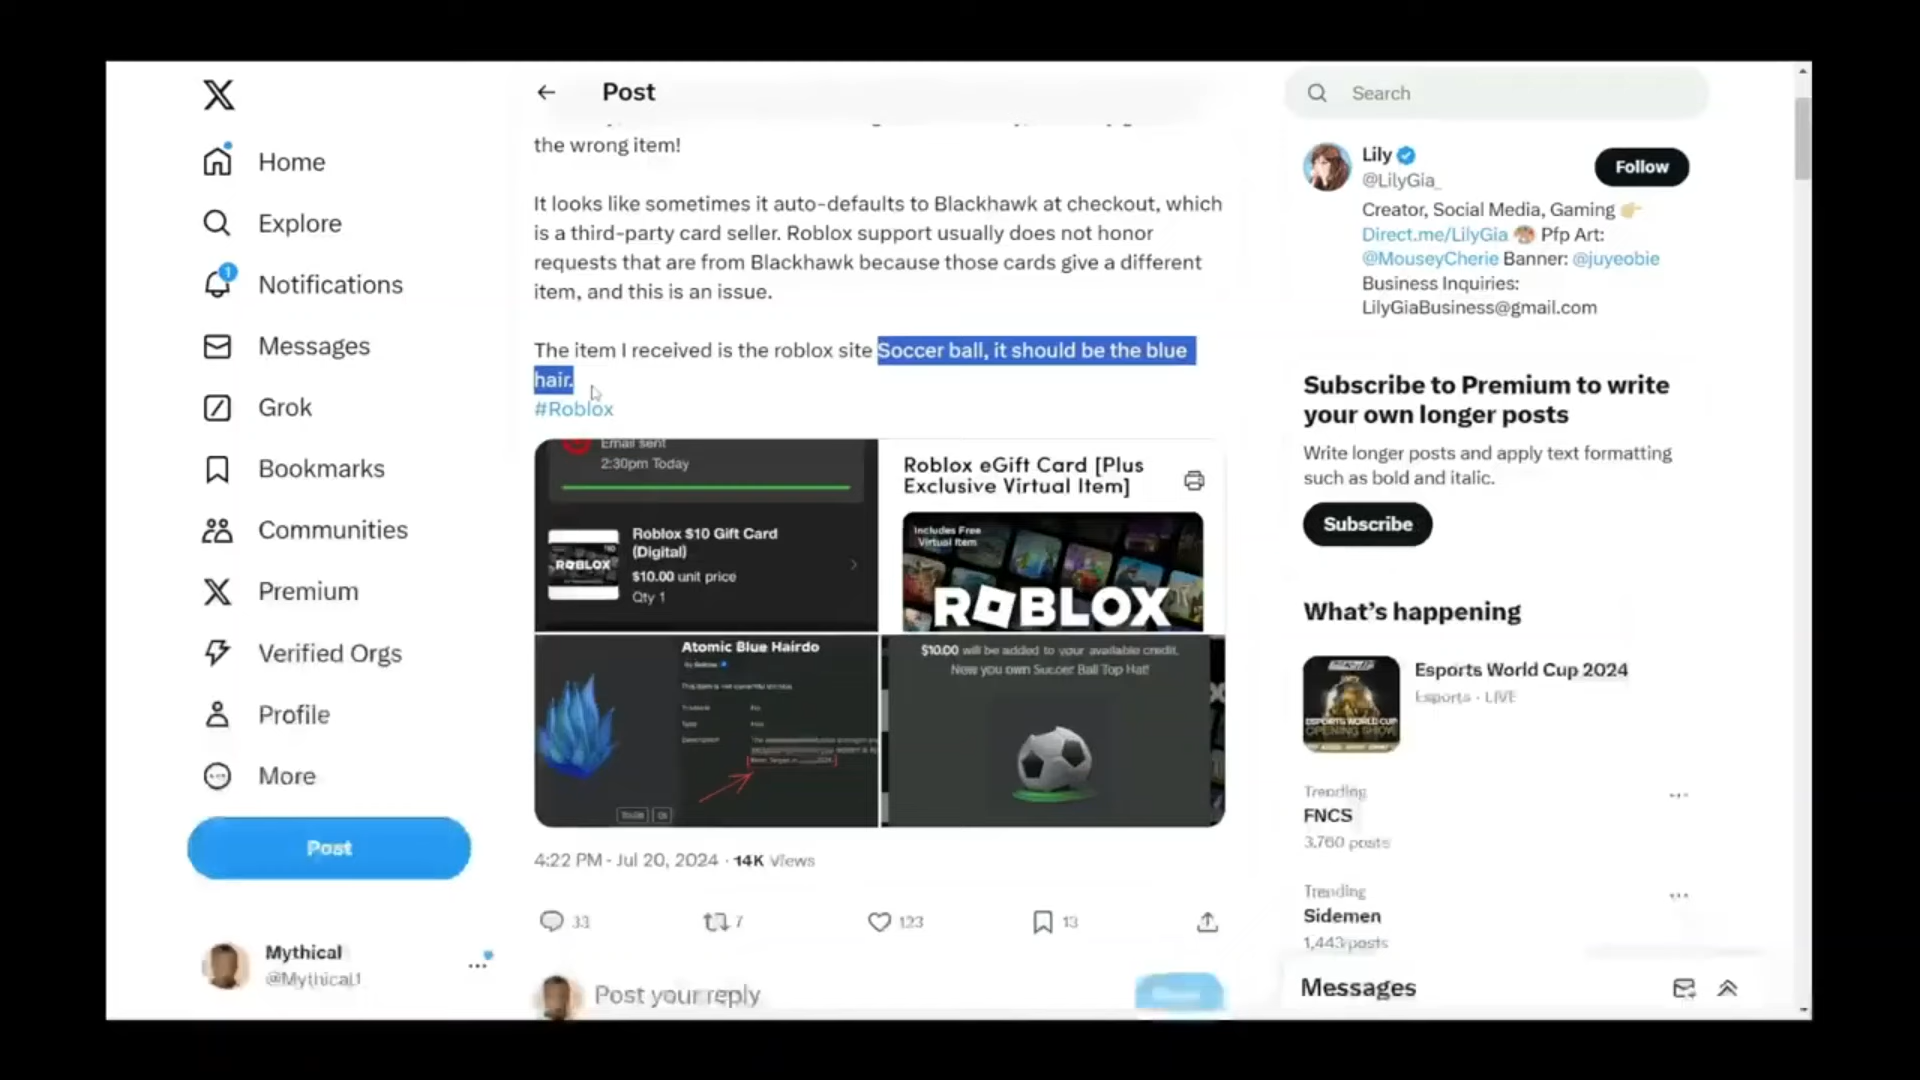 Post
Search
Home
Explore
1
Notifications
Messages
Grok
Bookmarks
Communities
Premium
Verified Orgs
Profile
More
Post
Mythical
@Mythical1
the wrong item!
It looks like sometimes it auto-defaults to Blackhawk at checkout, which
is a third-party card seller. Roblox support usually does not honor
requests that are from Blackhawk because those cards give a different
item, and this is an issue.
The item I received is the roblox site Soccer ball, it should be the blue
hair.
#Roblox
Email sent
2:30pm Today
Roblox $10 Gift Card
(Digital)
$10.00 unit price
Qty 1
ROBLOX
Roblox eGift Card [Plus
Exclusive Virtual Item]
Includes Free
Virtual Item
ROBLOX
Atomic Blue Hairdo
$10.00 will be added to your available credit.
Now you own Soccer Ball Top Hat!
4:22 PM · Jul 20, 2024 · 14K Views
33
7
123
13
Post your reply
Lily
@LilyGia_
Follow
Creator, Social Media, Gaming
Direct.me/LilyGia Pfp Art:
@MouseyCherie Banner: @juyeobie
Business Inquiries:
LilyGiaBusiness@gmail.com
Subscribe to Premium to write
your own longer posts
Write longer posts and apply text formatting
such as bold and italic.
Subscribe
What's happening
Esports World Cup 2024
Esports · LIVE
ESPORTS WORLD CUP
OPENING SHOW
Trending
FNCS
3,760 posts
Trending
Sidemen
1,443 posts
Messages